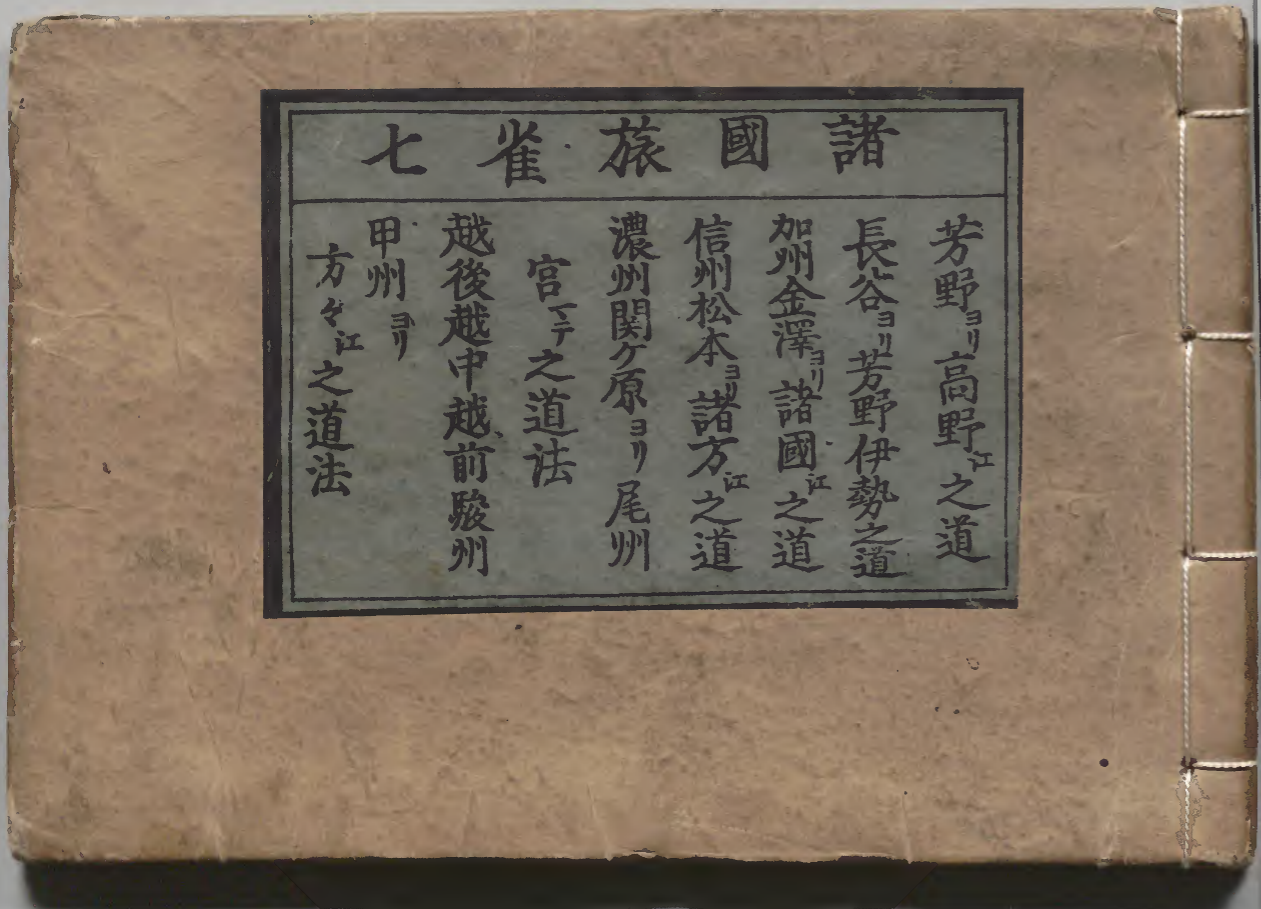 諸國旅雀七
芳野ヨリ高野江之道
長谷ヨリ芳野伊勢之道
加州金澤ヨリ諸國江之道
信州松本ヨリ諸方江之道
濃州関ケ原ヨリ尾州
宮マテ之道法
越後越中越前駿州
甲州ヨリ
方々江之道法